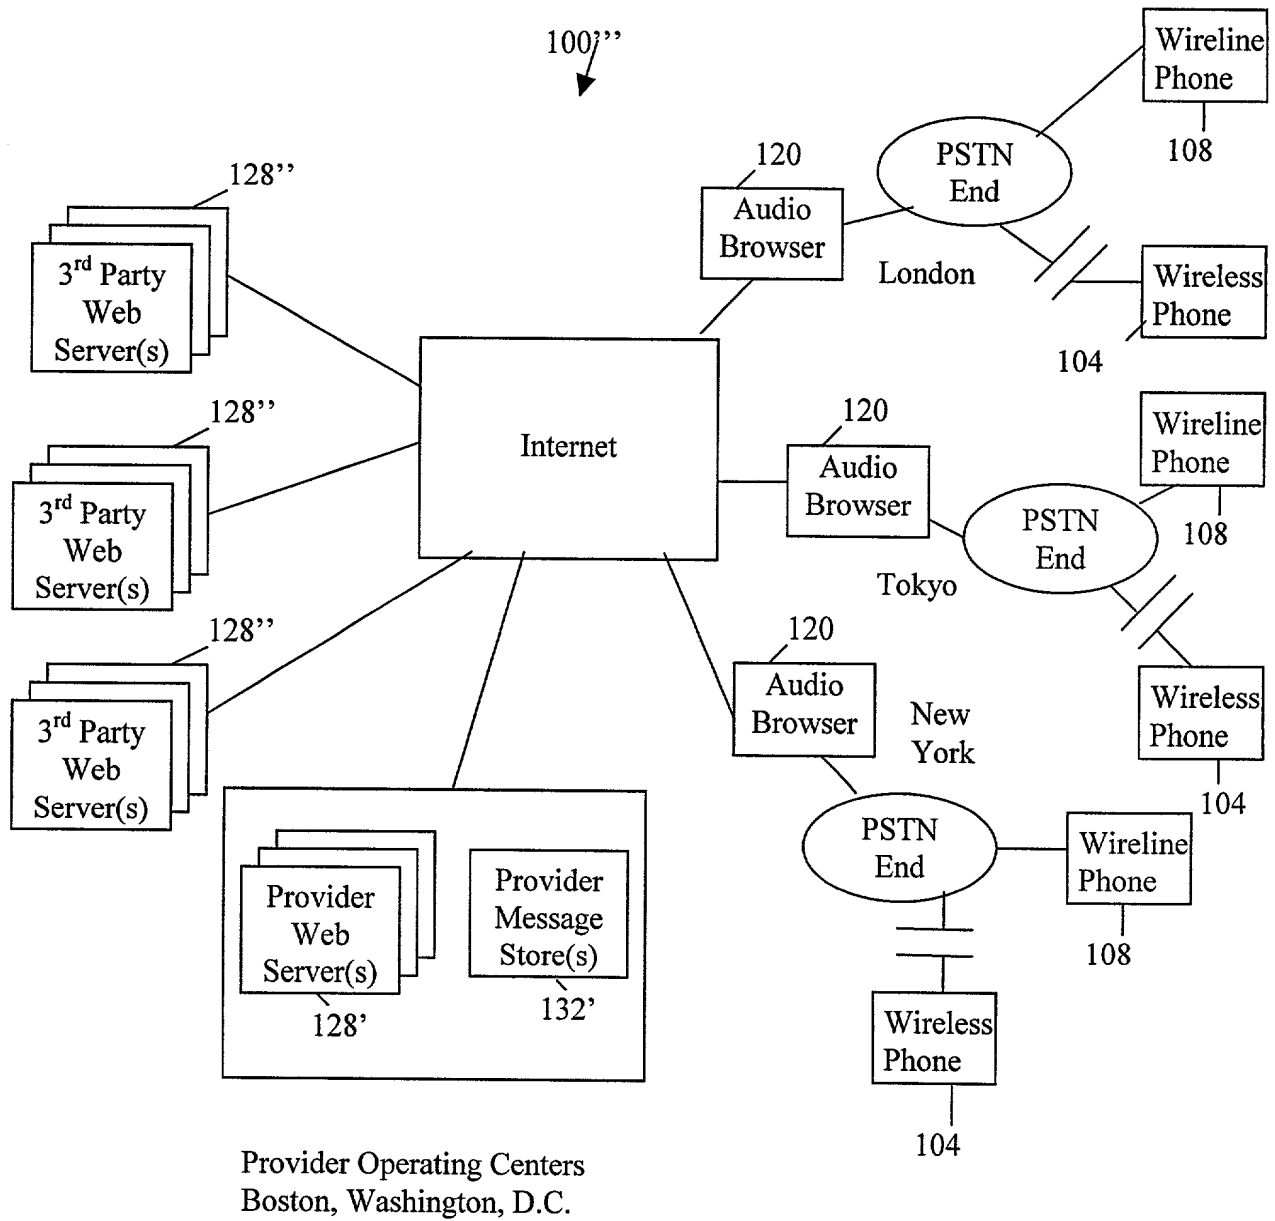 100’’’
Wireline
Phone
108
PSTN
End
120
Audio
Browser
London
Wireless
Phone
104
128’’
3rd Party
Web
Server(s)
Internet
128’’
3rd Party
Web
Server(s)
120
Audio
Browser
Tokyo
PSTN
End
Wireline
Phone
108
Wireless
Phone
104
128’’
3rd Party
Web
Server(s)
120
Audio
Browser
New
York
PSTN
End
Wireline
Phone
108
Wireless
Phone
104
Provider
Web
Server(s)
128’
Provider
Message
Store(s)
132’
Provider Operating Centers
Boston, Washington, D.C.